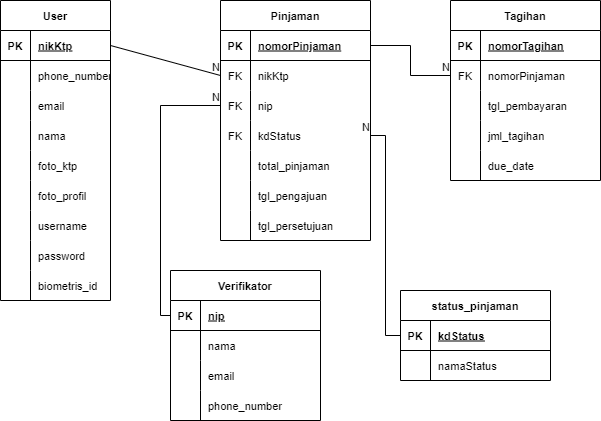 User
PK nikKtp
phone_number
email
nama
foto_ktp
foto_profil
username
password
biometris_id
Pinjaman
PK nomorPinjaman
N FK nikKtp
N FK nip
FK kdStatus N
total_pinjaman
tgl_pengajuan
tgl_persetujuan
Tagihan
PK nomorTagihan
N FK nomorPinjaman
tgl_pembayaran
jml_tagihan
due_date
Verifikator
PK nip
nama
email
phone_number
status_pinjaman
PK kdStatus
namaStatus